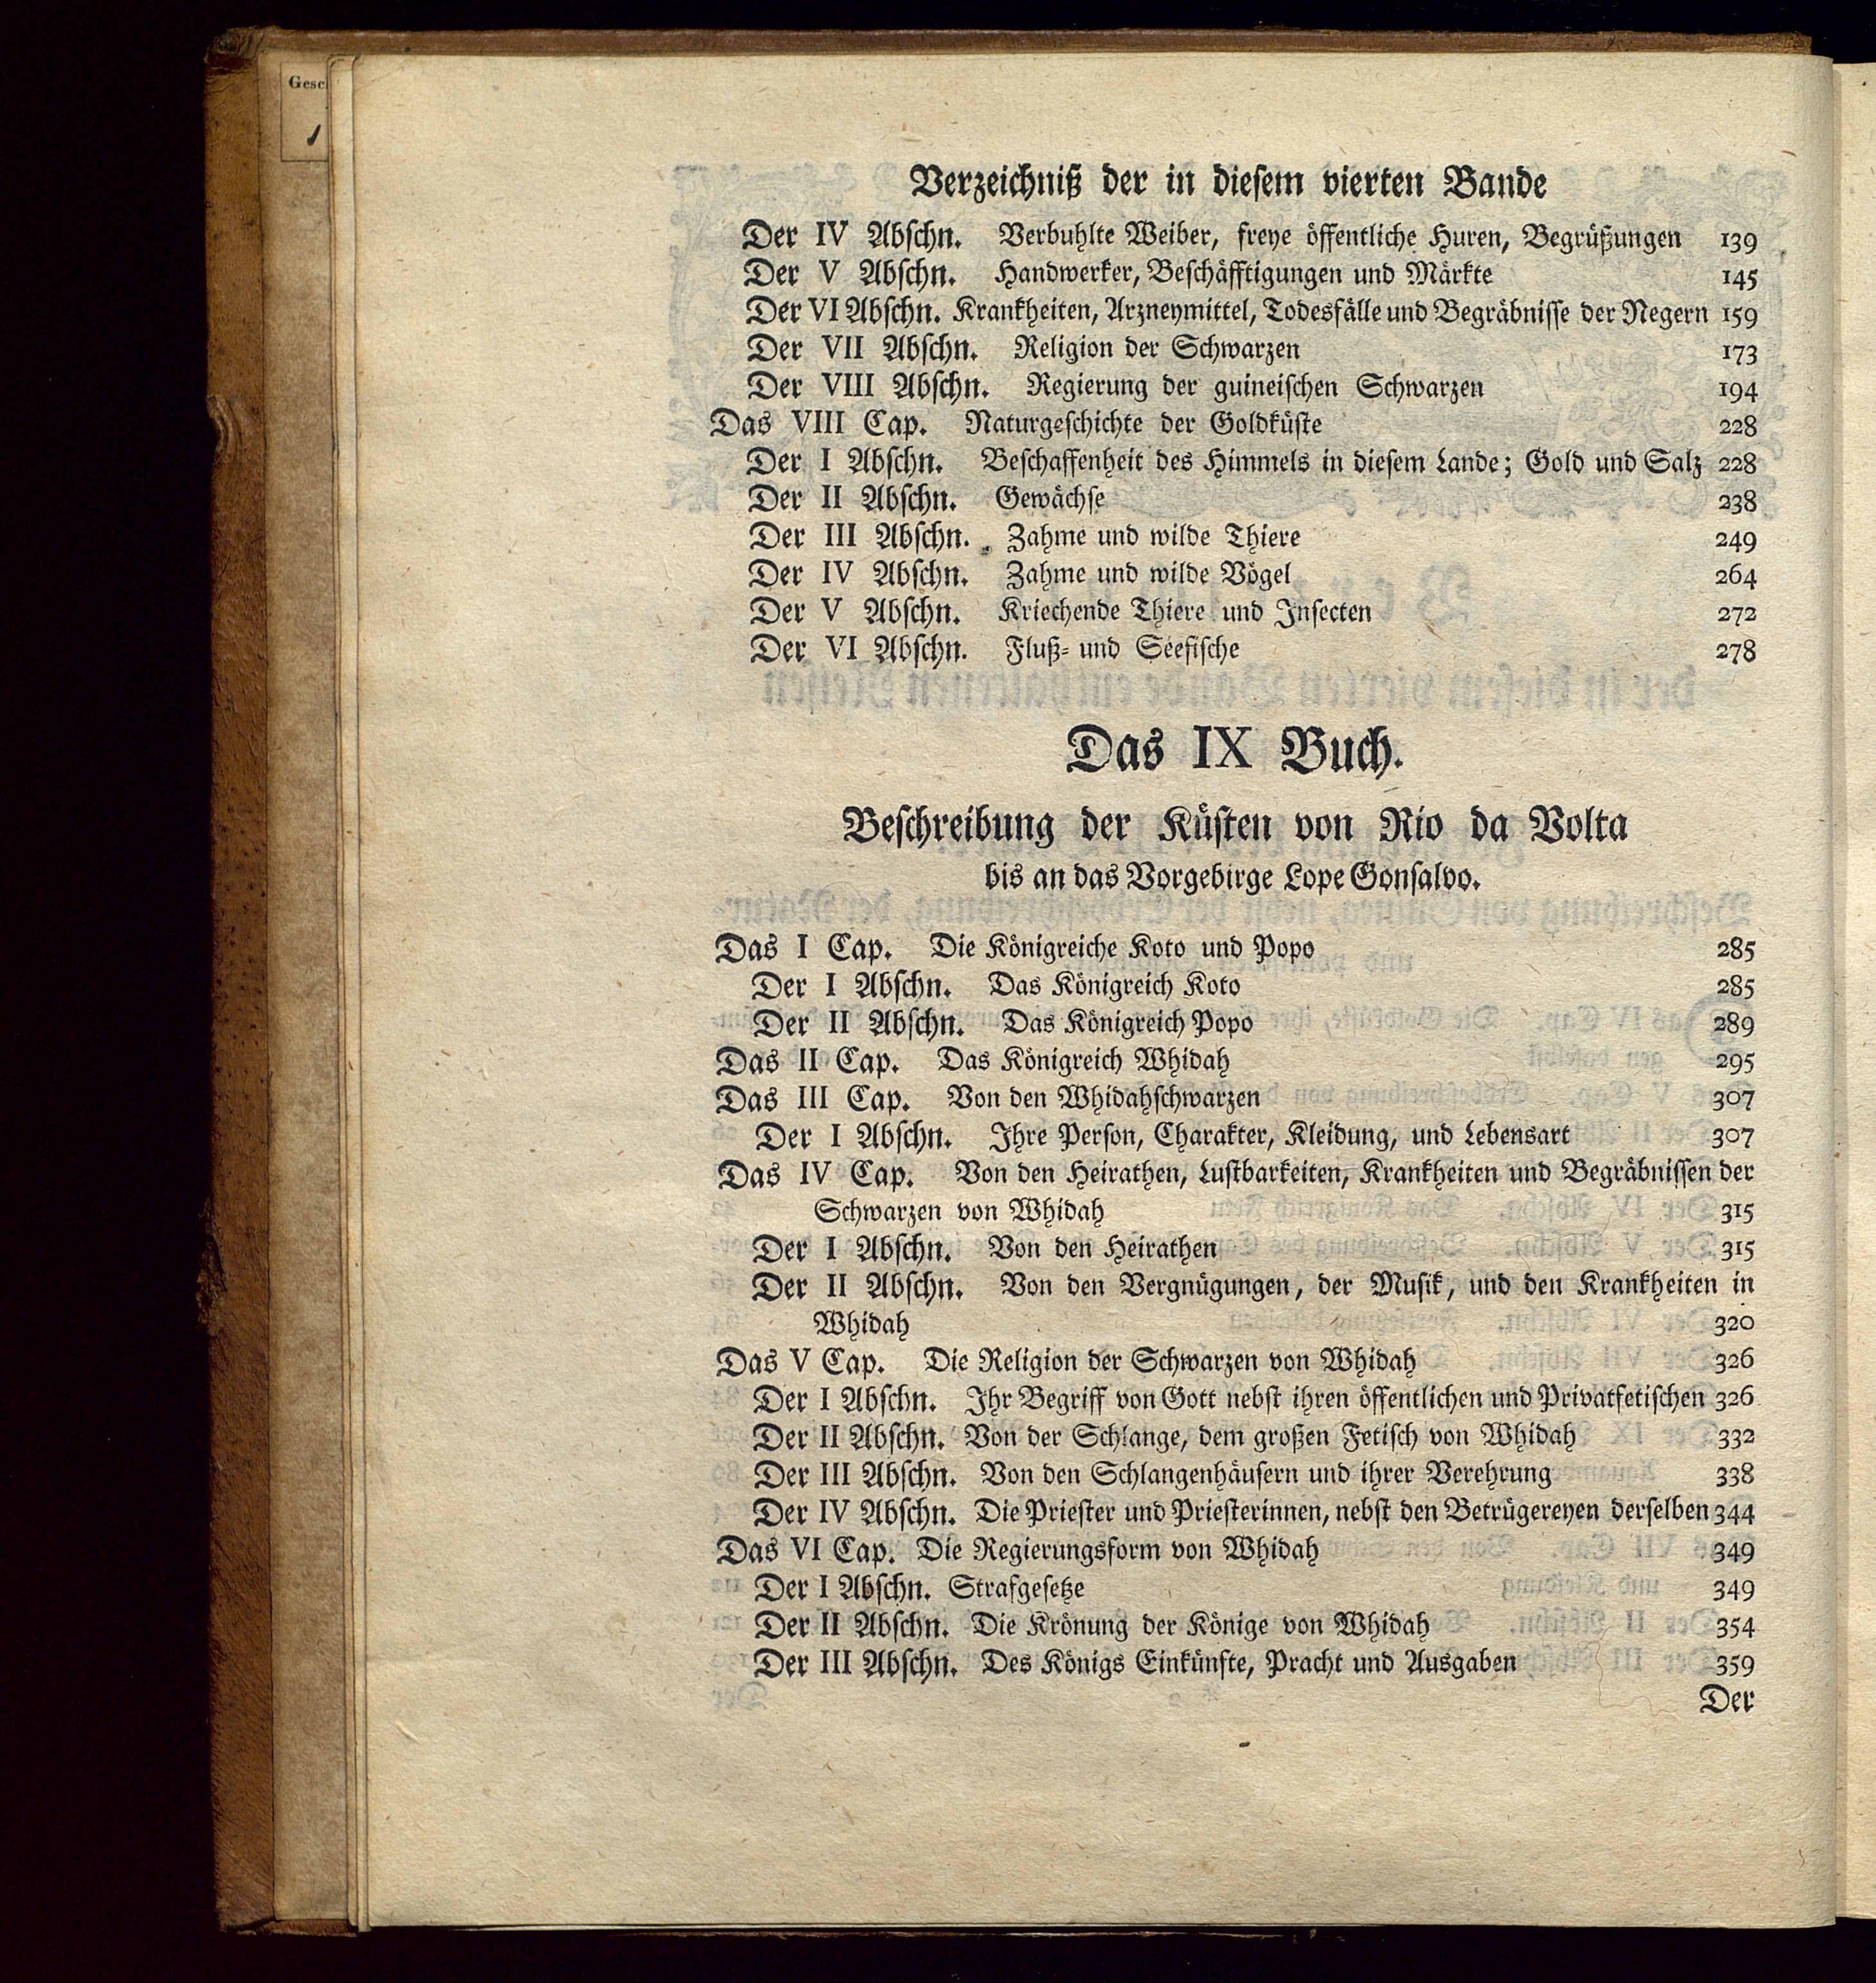 Gesc
1
Verzeichniß der in diesem vierten Bande
Der IV Abschn. Verbuhlte Weiber, freye öffentliche Huren, Begrüßungen 139
Der V Abschn. Handwerker, Beschäfftigungen und Märkte 145
Der VI Abschn. Krankheiten, Arzneymittel, Todesfälle und Begräbnisse der Negern 159
Der VII Abschn. Religion der Schwarzen 173
Der VIII Abschn. Regierung der guineischen Schwarzen 194
Das VIII Cap. Naturgeschichte der Goldküste 228
Der I Abschn. Beschaffenheit des Himmels in diesem Lande; Gold und Salz 228
Der II Abschn. Gewächse 238
Der III Abschn. Zahme und wilde Thiere 249
Der IV Abschn. Zahme und wilde Vögel 264
Der V Abschn. Kriechende Thiere und Insecten 272
Der VI Abschn. Fluß- und Seefische 278
Das IX Buch.
Beschreibung der Küsten von Rio da Volta
bis an das Vorgebirge Lope Gonsalvo.
Das I Cap. Die Königreiche Koto und Popo 285
Der I Abschn. Das Königreich Koto 285
Der II Abschn. Das Königreich Popo 289
Das II Cap. Das Königreich Whidah 295
Das III Cap. Von den Whidahschwarzen 307
Der I Abschn. Ihre Person, Charakter, Kleidung, und Lebensart 307
Das IV Cap. Von den Heirathen, Lustbarkeiten, Krankheiten und Begräbnissen der
Schwarzen von Whidah 315
Der I Abschn. Von den Heirathen 315
Der II Abschn. Von den Vergnügungen, der Musik, und den Krankheiten in
Whidah 320
Das V Cap. Die Religion der Schwarzen von Whidah 326
Der I Abschn. Ihr Begriff von Gott nebst ihren öffentlichen und Privatfetischen 326
Der II Abschn. Von der Schlange, dem großen Fetisch von Whidah 332
Der III Abschn. Von den Schlangenhäusern und ihrer Verehrung 338
Der IV Abschn. Die Priester und Priesterinnen, nebst den Betrügereyen derselben 344
Das VI Cap. Die Regierungsform von Whidah 349
Der I Abschn. Strafgesetze 349
Der II Abschn. Die Krönung der Könige von Whidah 354
Der III Abschn. Des Königs Einkünfte, Pracht und Ausgaben 359
Der